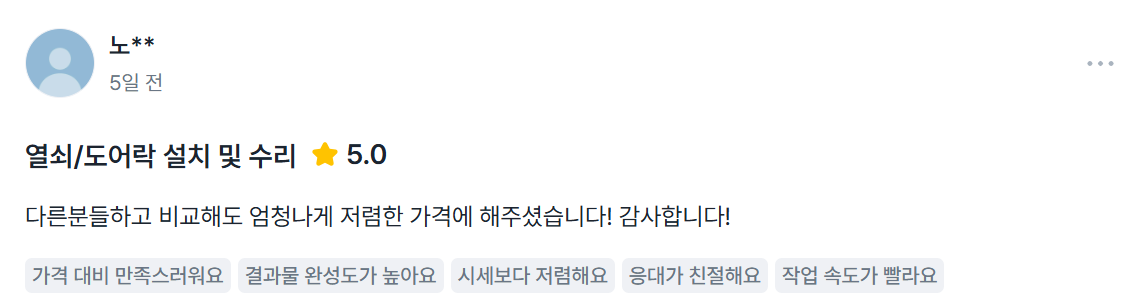 노**
5일 전
열쇠/도어락 설치 및 수리 5.0
다른분들하고 비교해도 엄청나게 저렴한 가격에 해주셨습니다! 감사합니다!
가격 대비 만족스러워요 결과물 완성도가 높아요 시세보다 저렴해요 응대가 친절해요 작업 속도가 빨라요